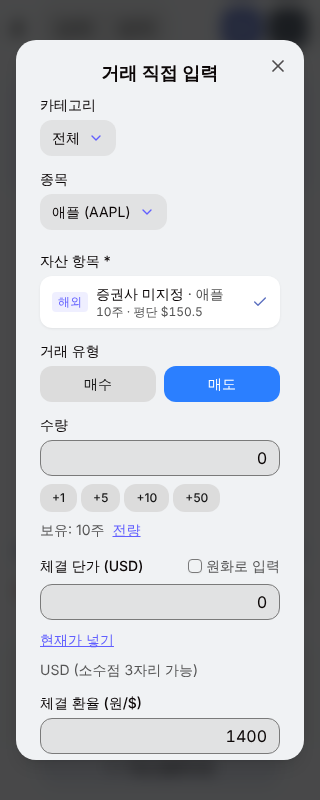 거래 직접 입력
카테고리
전체
종목
애플 (AAPL)
자산 항목 *
해외
증권사 미지정 · 애플
10주 · 평단 $150.5
거래 유형
매수 매도
수량
0
+1 +5 +10 +50
보유: 10주 전량
체결 단가 (USD) 원화로 입력
0
현재가 넣기
USD (소수점 3자리 가능)
체결 환율 (원/$)
1400